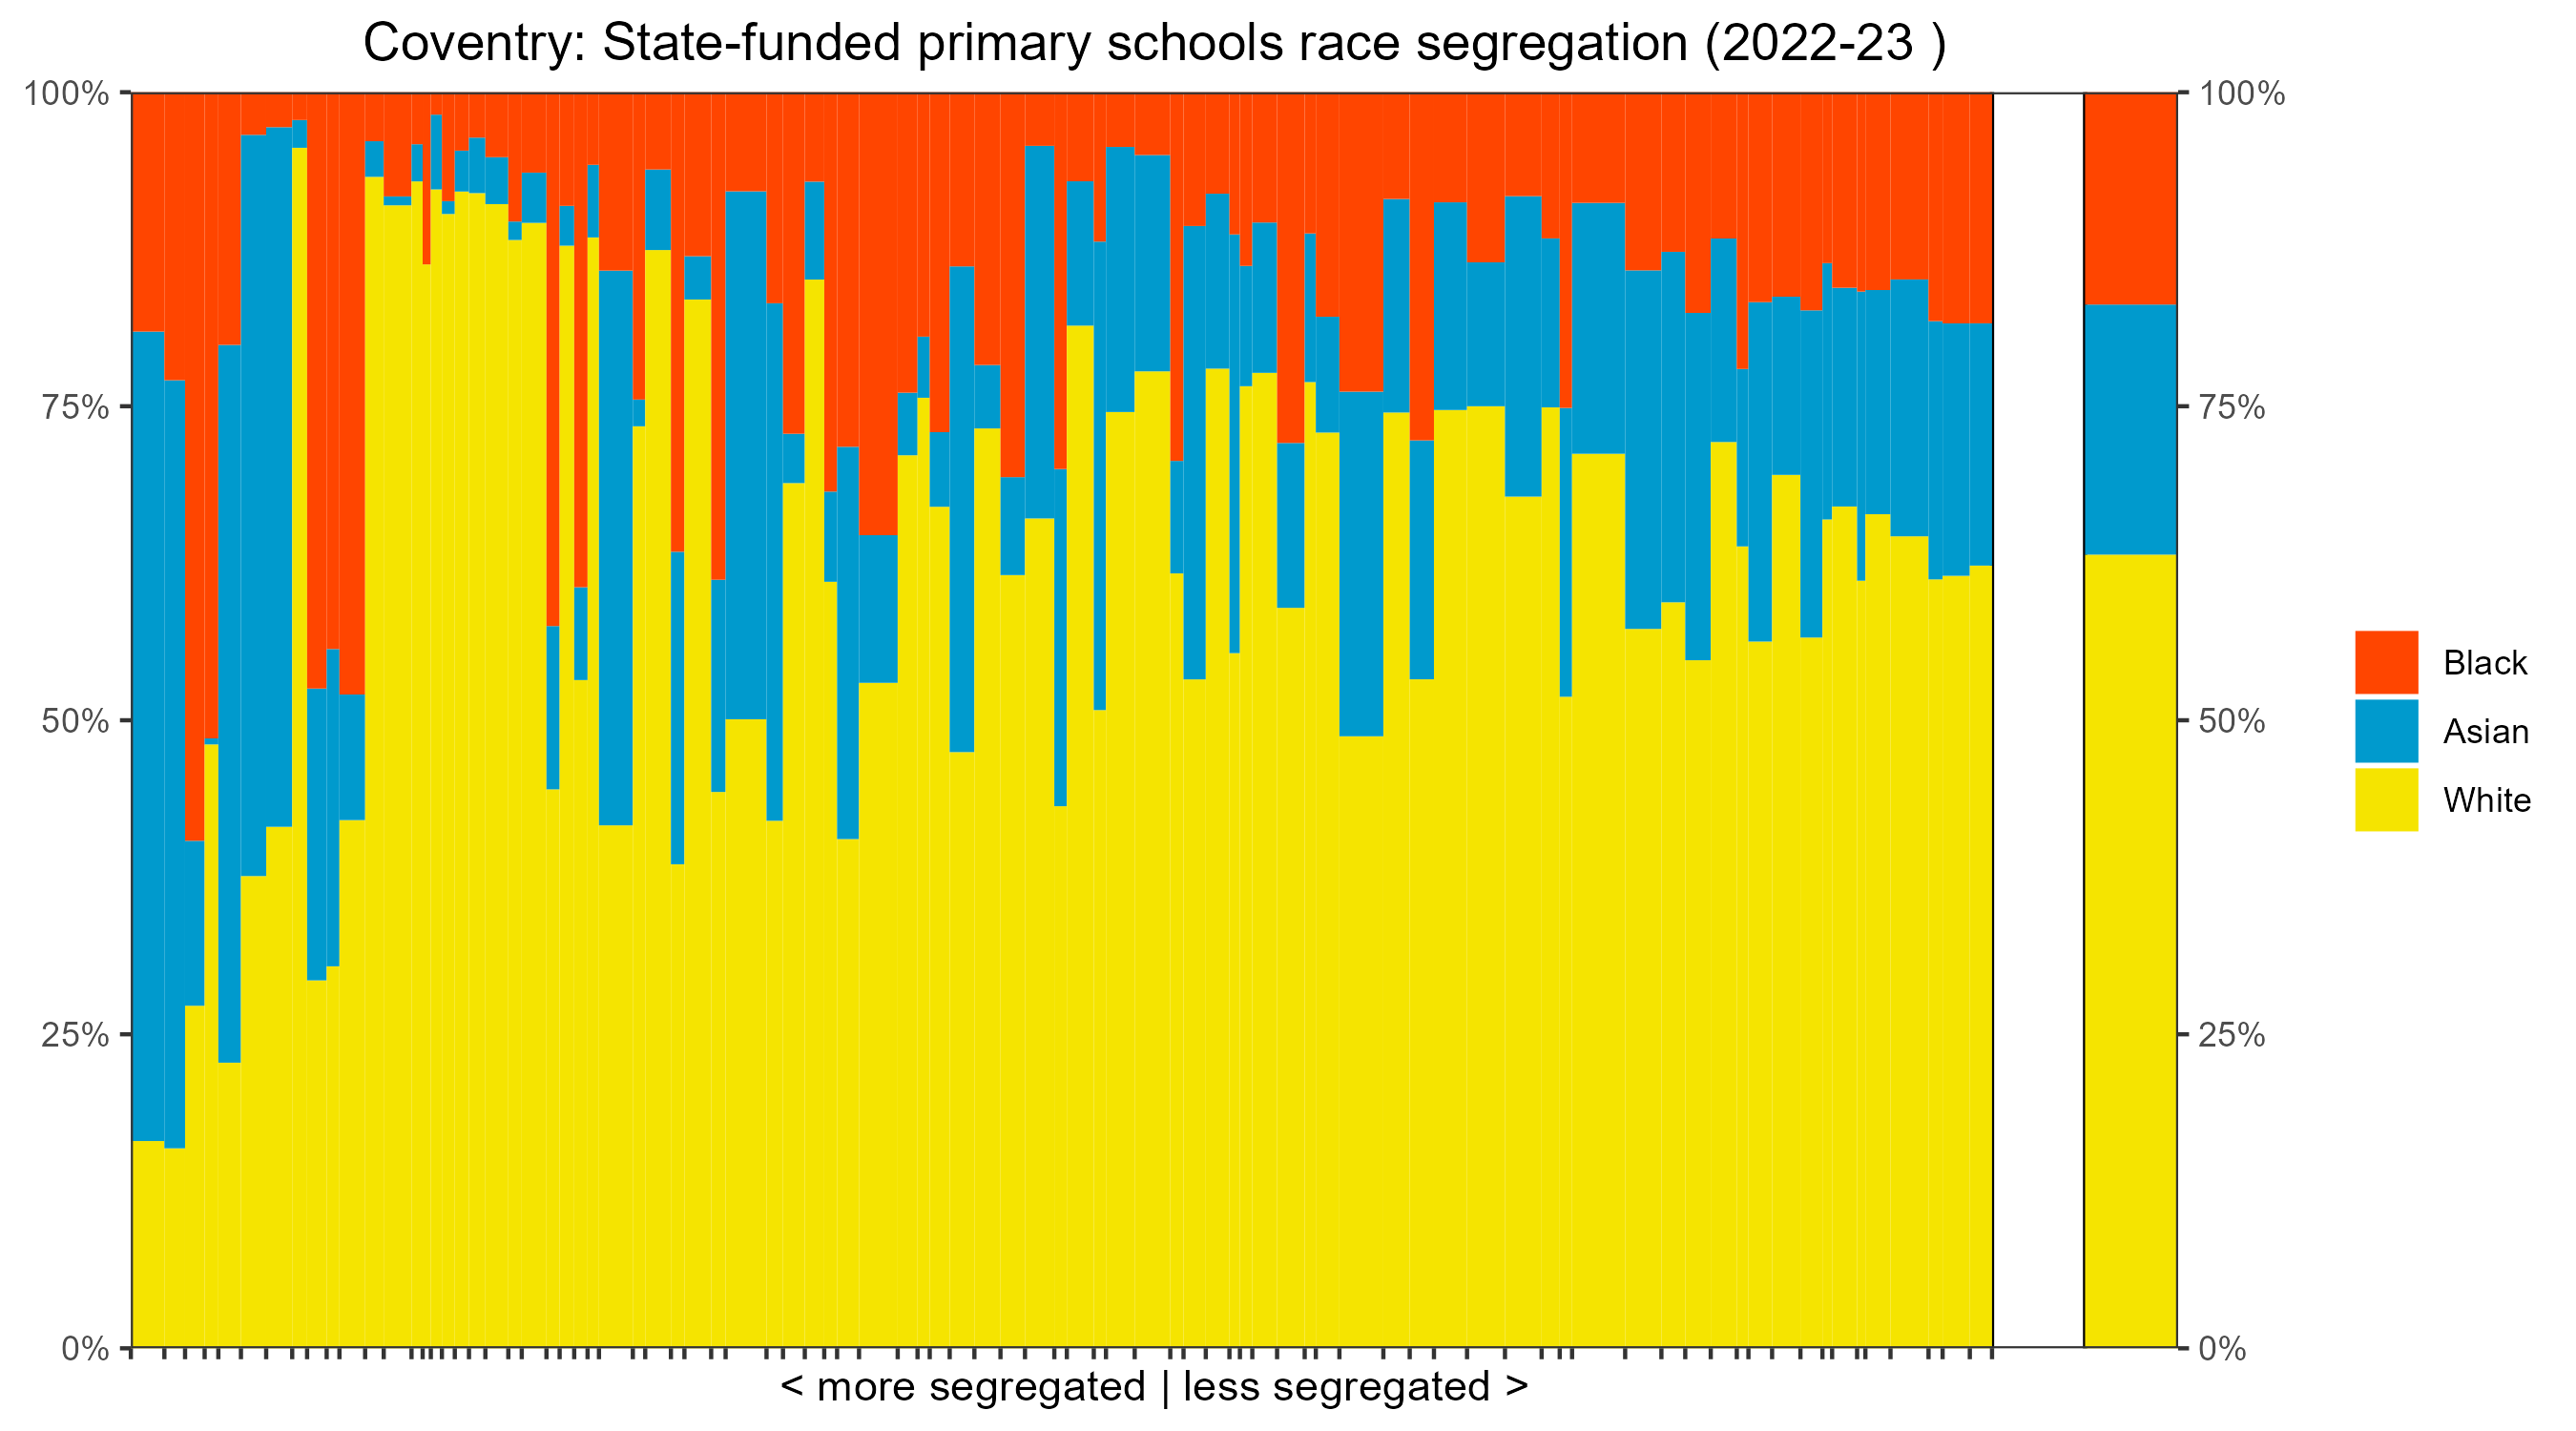 Coventry: State-funded primary schools race segregation (2022-23 )
100%
75%
50%
25%
0%
100%
75%
50%
25%
0%
Black
Asian
White
< more segregated | less segregated >